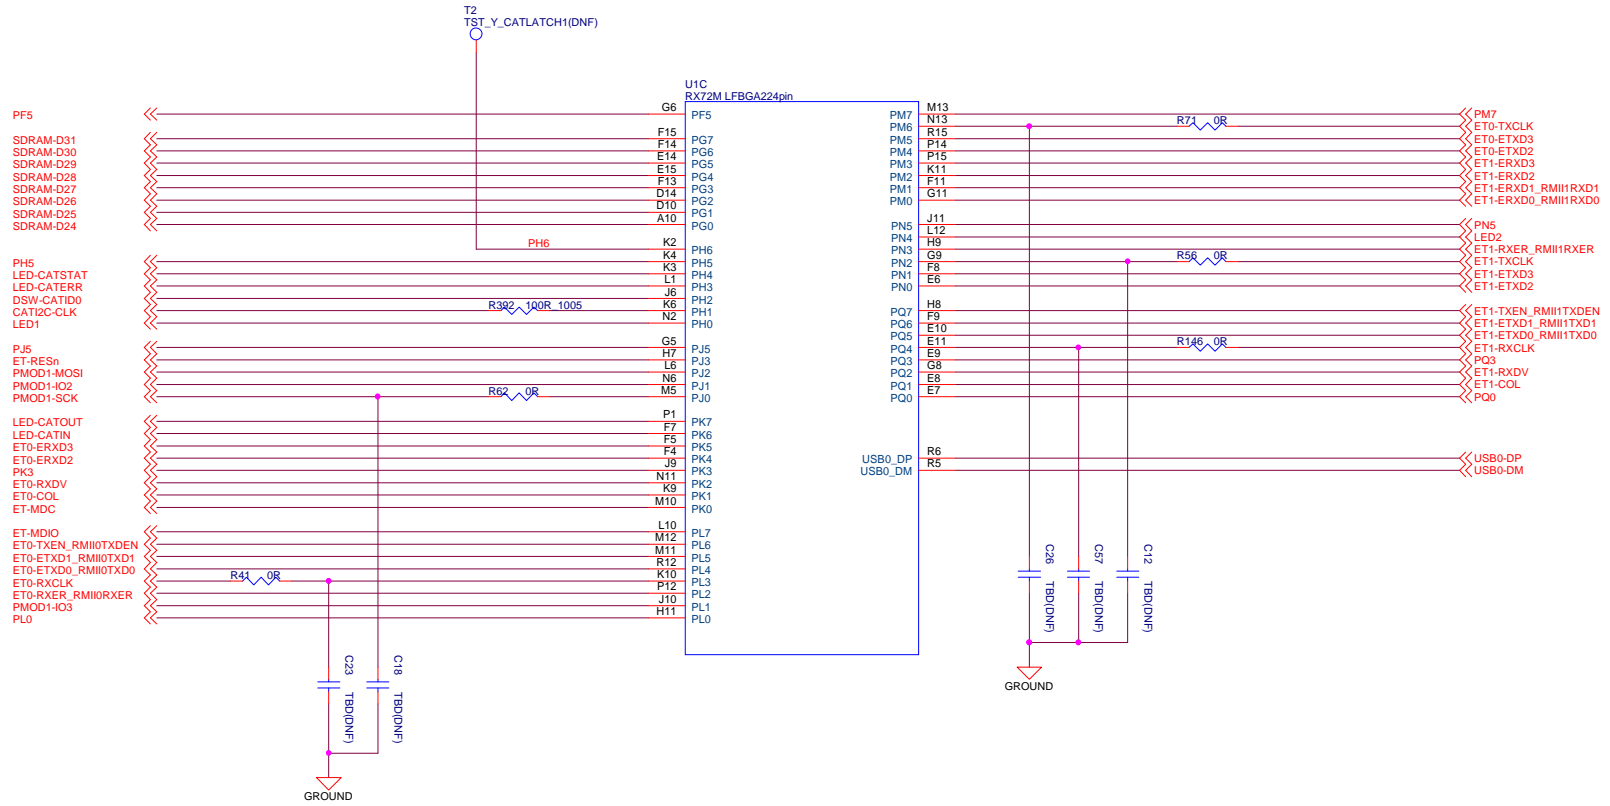 T2
TST_Y_CATLATCH1(DNF)
U1C
RX72M LFBGA224pin
PF5 G6 PF5
SDRAM-D31 F15 PG7
SDRAM-D30 F14 PG6
SDRAM-D29 E14 PG5
SDRAM-D28 E15 PG4
SDRAM-D27 F13 PG3
SDRAM-D26 D14 PG2
SDRAM-D25 D10 PG1
SDRAM-D24 A10 PG0
PH6 K2 PH6
PH5 K4 PH5
LED-CATSTAT K3 PH4
LED-CATERR L1 PH3
DSW-CATID0 J6 PH2
CATI2C-CLK R392 100R_1005 K6 PH1
LED1 N2 PH0
PJ5 G5 PJ5
ET-RESn H7 PJ3
PMOD1-MOSI L6 PJ2
PMOD1-IO2 N6 PJ1
PMOD1-SCK R62 0R M5 PJ0
LED-CATOUT P1 PK7
LED-CATIN F7 PK6
ET0-ERXD3 F5 PK5
ET0-ERXD2 F4 PK4
PK3 J9 PK3
ET0-RXDV N11 PK2
ET0-COL K9 PK1
ET-MDC M10 PK0
ET-MDIO L10 PL7
ET0-TXEN_RMII0TXDEN M12 PL6
ET0-ETXD1_RMII0TXD1 M11 PL5
ET0-ETXD0_RMII0TXD0 R12 PL4
ET0-RXCLK R41 0R K10 PL3
ET0-RXER_RMII0RXER P12 PL2
PMOD1-IO3 J10 PL1
PL0 H11 PL0
PM7 M13 PM7
PM6 N13 R71 0R ET0-TXCLK
PM5 R15 ET0-ETXD3
PM4 P14 ET0-ETXD2
PM3 P15 ET1-ERXD3
PM2 K11 ET1-ERXD2
PM1 F11 ET1-ERXD1_RMII1RXD1
PM0 G11 ET1-ERXD0_RMII1RXD0
PN5 J11 PN5
PN4 L12 LED2
PN3 H9 ET1-RXER_RMII1RXER
PN2 G9 R56 0R ET1-TXCLK
PN1 F8 ET1-ETXD3
PN0 E6 ET1-ETXD2
PQ7 H8 ET1-TXEN_RMII1TXDEN
PQ6 F9 ET1-ETXD1_RMII1TXD1
PQ5 E10 ET1-ETXD0_RMII1TXD0
PQ4 E11 R146 0R ET1-RXCLK
PQ3 E9 PQ3
PQ2 G8 ET1-RXDV
PQ1 E8 ET1-COL
PQ0 E7 PQ0
USB0_DP R6 USB0-DP
USB0_DM R5 USB0-DM
C26 TBD(DNF)
C57 TBD(DNF)
C12 TBD(DNF)
GROUND
C23 TBD(DNF)
C18 TBD(DNF)
GROUND